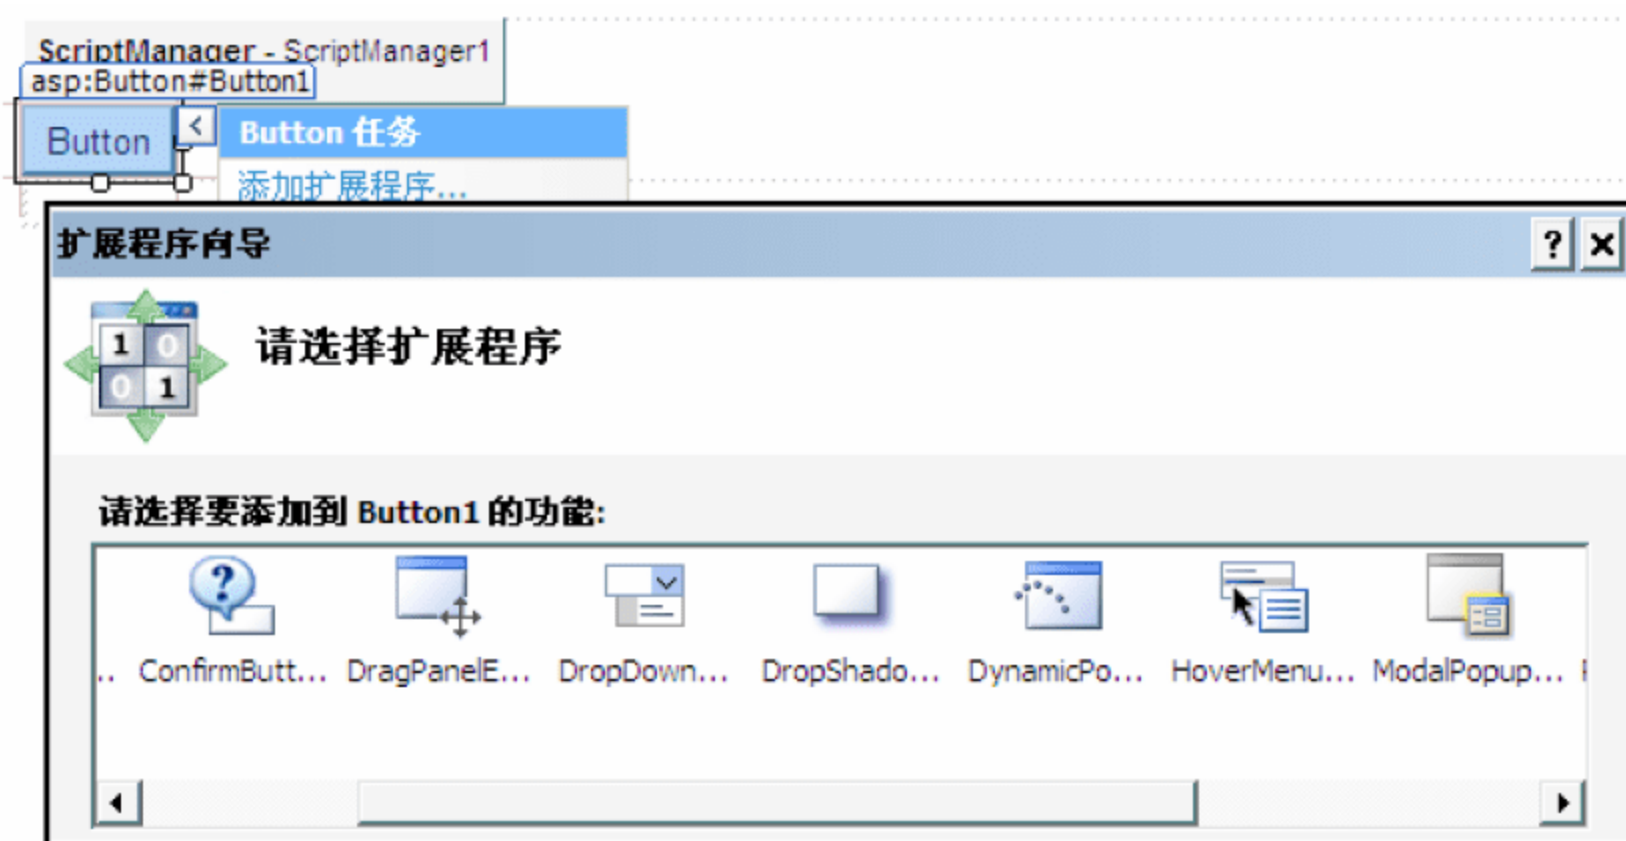 ScriptManager - ScriptManager1
asp:Button#Button1
Button
Button 任务
添加扩展程序...
扩展程序向导
1 0
0 1
请选择扩展程序
请选择要添加到 Button1 的功能:
.. ConfirmButt... DragPanelE... DropDown... DropShado... DynamicPo... HoverMenu... ModalPopup...